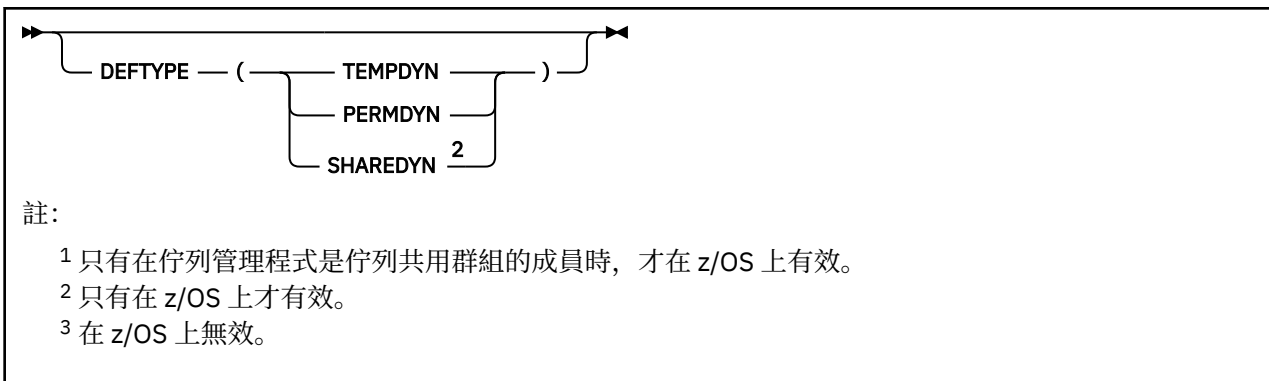 DEFTYPE ( TEMPDYN )
PERMDYN
SHAREDYN 2
註：
1 只有在佇列管理程式是佇列共用群組的成員時，才在 z/OS 上有效。
2 只有在 z/OS 上才有效。
3 在 z/OS 上無效。